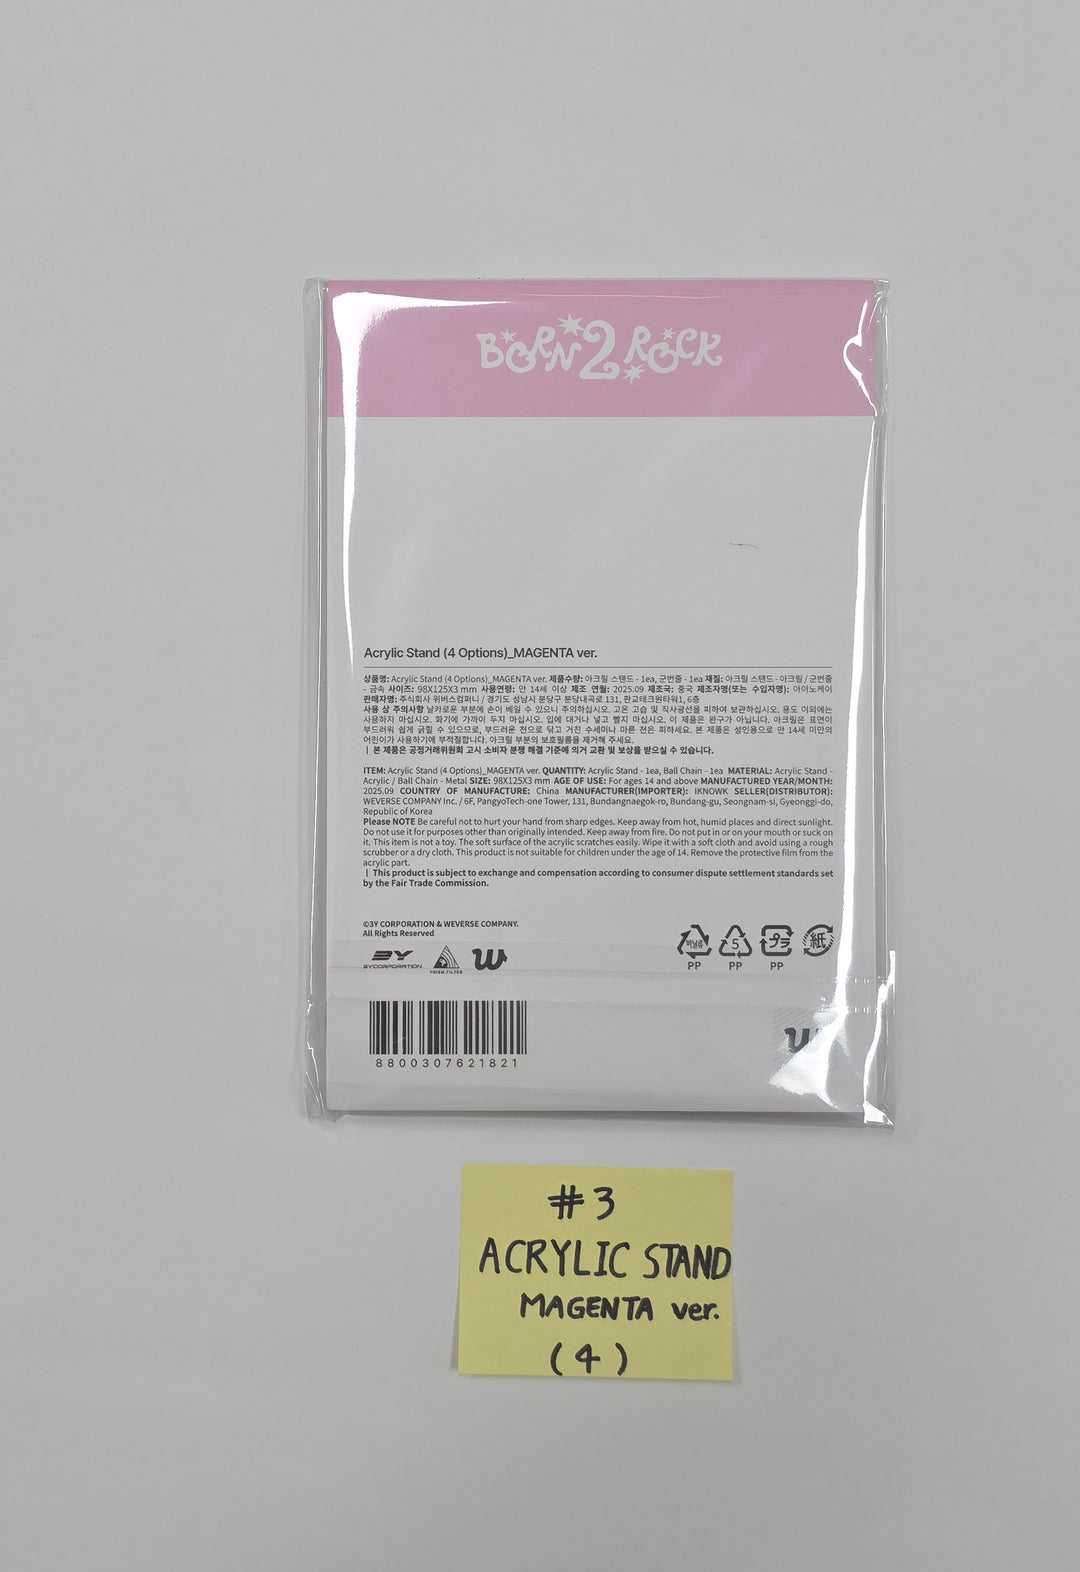 BORN 2 ROCK
Acrylic Stand (4 Options)_MAGENTA ver.
상품명: Acrylic Stand (4 Options)_MAGENTA ver. 제품수량: 아크릴 스탠드 - 1ea, 군번줄 - 1ea 재질: 아크릴 스탠드 - 아크릴 / 군번줄
- 금속 사이즈: 98X125X3 mm 사용연령: 만 14세 이상 제조 연월: 2025.09 제조국: 중국 제조자명(또는 수입자명): 아이노케이
판매자명: 주식회사 위버스컴퍼니 / 경기도 성남시 분당구 분당내곡로 131, 판교테크원타워1, 6층
사용 상 주의사항 날카로운 부분에 손이 베일 수 있으니 주의하십시오. 고온 고습 및 직사광선을 피하여 보관하십시오. 용도 이외에는
사용하지 마십시오. 화기에 가까이 두지 마십시오. 입에 대거나 넣고 빨지 마십시오. 이 제품은 완구가 아닙니다. 아크릴은 표면이
부드러워 쉽게 긁힐 수 있으므로, 부드러운 천으로 닦고 거친 수세미나 마른 천은 피하세요. 본 제품은 성인용으로 만 14세 미만의
어린이가 사용하기에 부적절합니다. 아크릴 부분의 보호필름을 제거해 주세요.
| 본 제품은 공정거래위원회 고시 소비자 분쟁 해결 기준에 의거 교환 및 보상을 받으실 수 있습니다.
ITEM: Acrylic Stand (4 Options)_MAGENTA ver. QUANTITY: Acrylic Stand - 1ea, Ball Chain - 1ea MATERIAL: Acrylic Stand -
Acrylic / Ball Chain - Metal SIZE: 98X125X3 mm AGE OF USE: For ages 14 and above MANUFACTURED YEAR/MONTH:
2025.09 COUNTRY OF MANUFACTURE: China MANUFACTURER(IMPORTER): IKNOWK SELLER(DISTRIBUTOR):
WEVERSE COMPANY Inc. / 6F, PangyoTech-one Tower, 131, Bundangnaegok-ro, Bundang-gu, Seongnam-si, Gyeonggi-do,
Republic of Korea
Please NOTE Be careful not to hurt your hand from sharp edges. Keep away from hot, humid places and direct sunlight.
Do not use it for purposes other than originally intended. Keep away from fire. Do not put in or on your mouth or suck on
it. This item is not a toy. The soft surface of the acrylic scratches easily. Wipe it with a soft cloth and avoid using a rough
scrubber or a dry cloth. This product is not suitable for children under the age of 14. Remove the protective film from the
acrylic part.
| This product is subject to exchange and compensation according to consumer dispute settlement standards set
by the Fair Trade Commission.
©3Y CORPORATION & WEVERSE COMPANY.
All Rights Reserved
3Y
3YCORPORATION
PRISM FILTER
w
비닐류
5
プラ
紙
PP
PP
PP
8800307621821
w
#3
ACRYLIC STAND
MAGENTA ver.
(4)